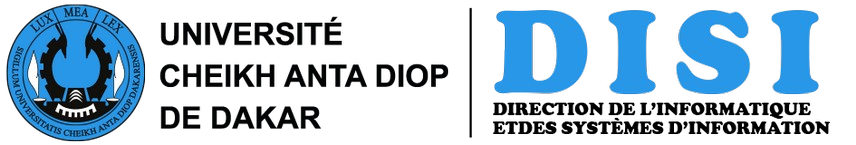 LUX MEA LEX
SIGILLUM UNIVERSITATIS CHEIKH ANTA DIOP DAKARENSIS
UNIVERSITÉ
CHEIKH ANTA DIOP
DE DAKAR
DISI
DIRECTION DE L'INFORMATIQUE
ETDES SYSTÈMES D'INFORMATION